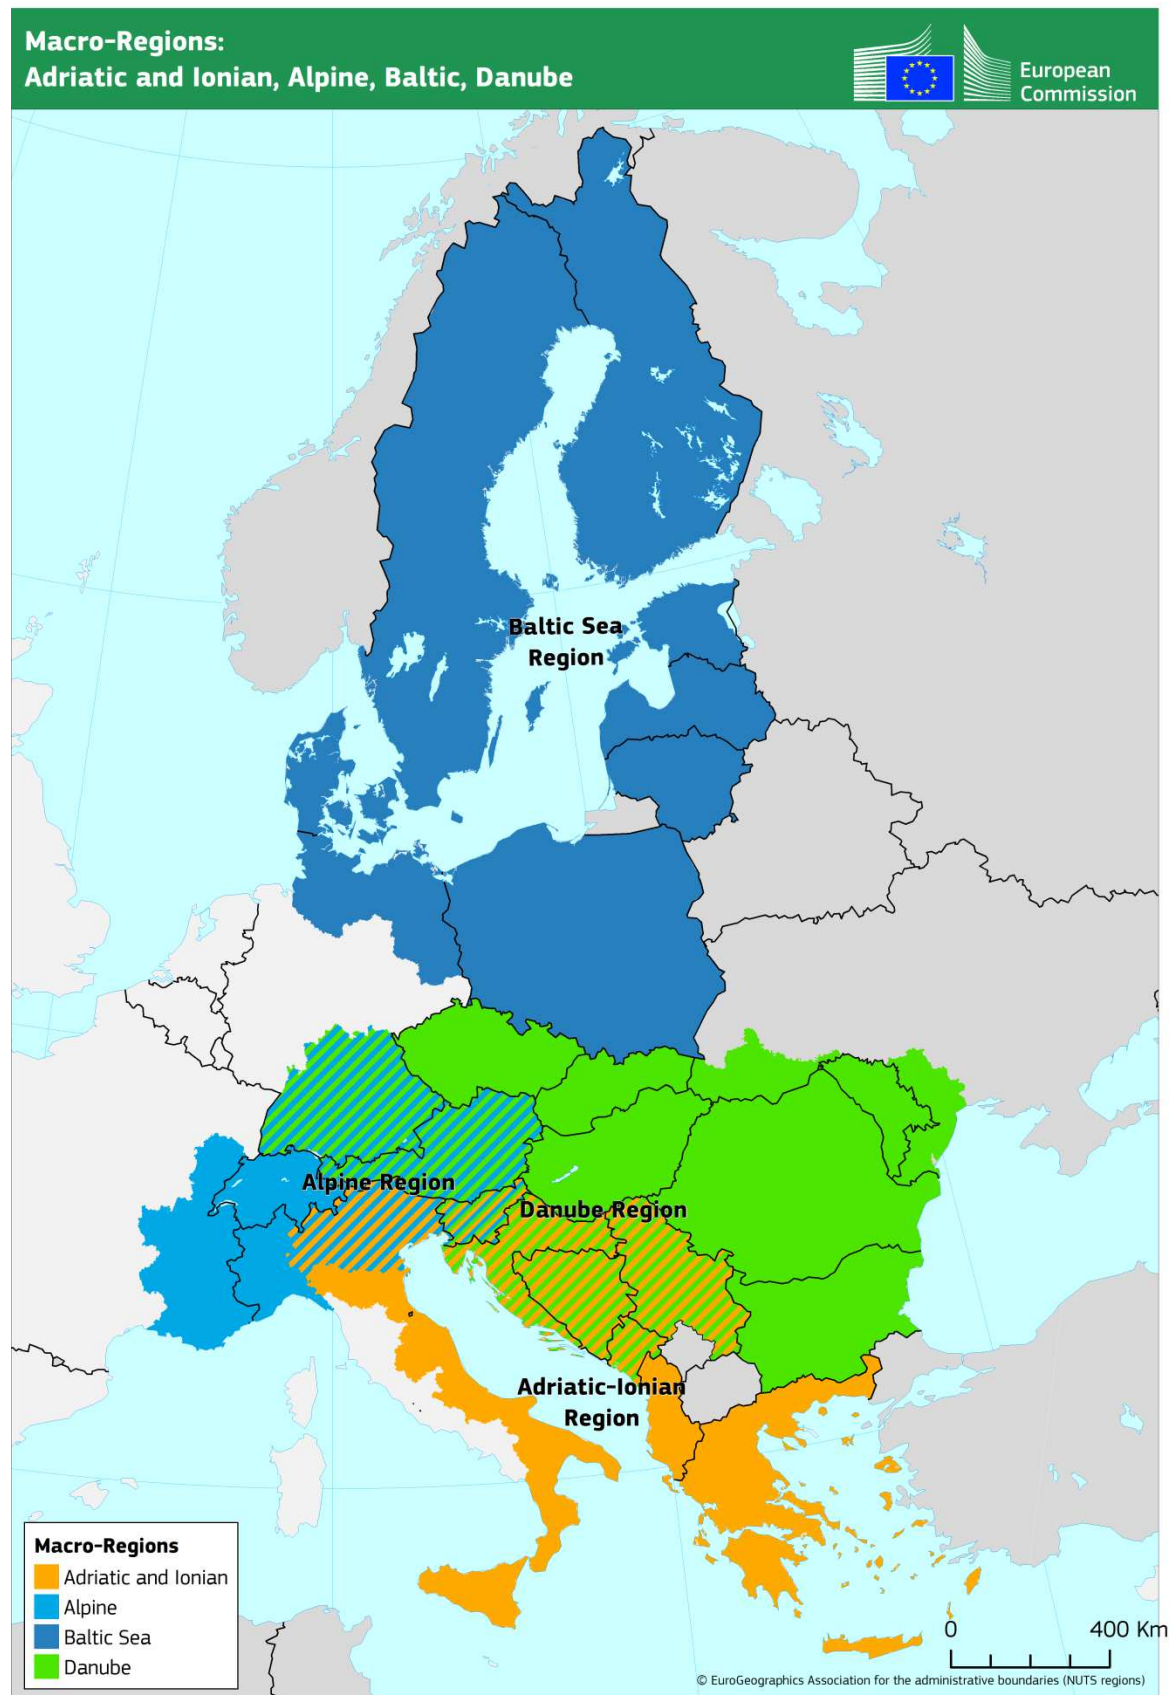 Macro-Regions:
Adriatic and Ionian, Alpine, Baltic, Danube
European
Commission
Baltic Sea
Region
Alpine Region
Danube Region
Adriatic-Ionian
Region
Macro-Regions
Adriatic and Ionian
Alpine
Baltic Sea
Danube
0 400 Km
© EuroGeographics Association for the administrative boundaries (NUTS regions)